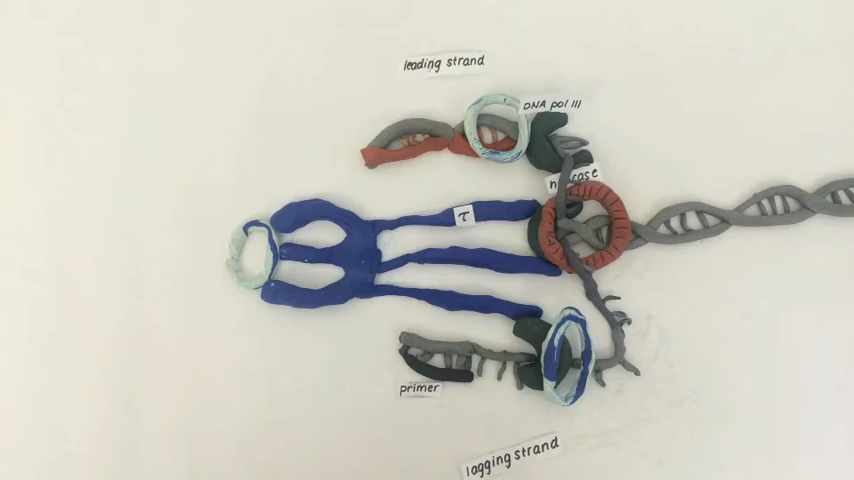 leading strand
DNA pol III
τ
primer
lagging strand